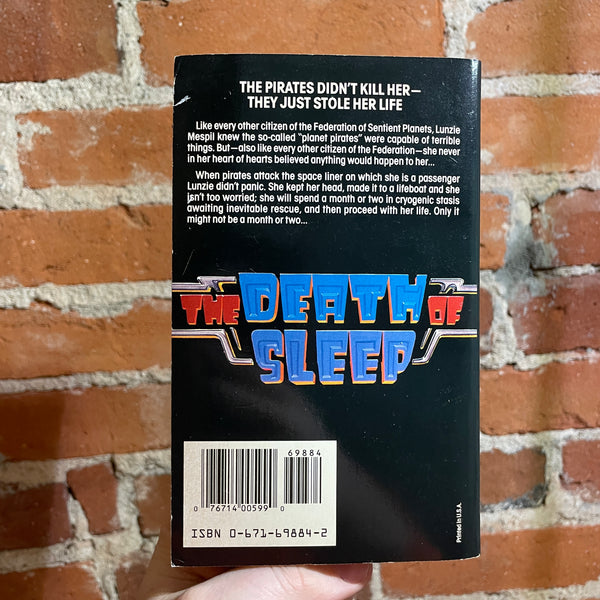 THE PIRATES DIDN'T KILL HER—
THEY JUST STOLE HER LIFE
Like every other citizen of the Federation of Sentient Planets, Lunzie
Mespil knew the so-called "planet pirates" were capable of terrible
things. But—also like every other citizen of the Federation—she never
in her heart of hearts believed anything would happen to her...
When pirates attack the space liner on which she is a passenger
Lunzie didn't panic. She kept her head, made it to a lifeboat and she
isn't too worried; she will spend a month or two in cryogenic stasis
awaiting inevitable rescue, and then proceed with her life. Only it
might not be a month or two...
THE DEATH OF
SLEEP
69884
0 76714 00599 0
ISBN 0-671-69884-2
Printed in U.S.A.